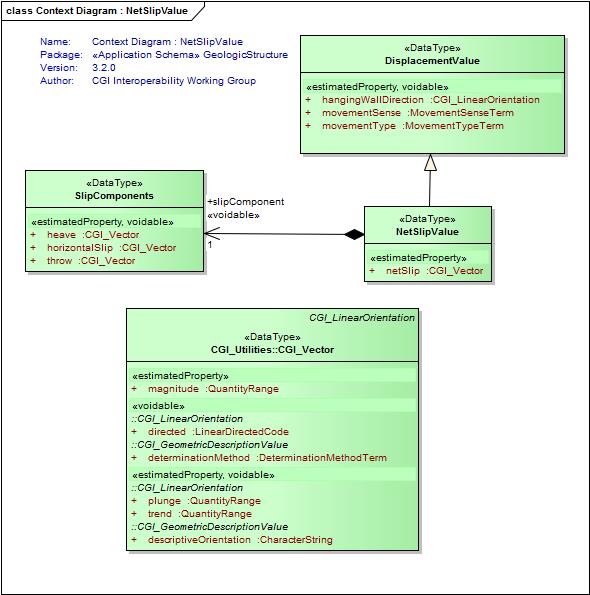 class Context Diagram : NetSlipValue
Name: Context Diagram : NetSlipValue
Package: «Application Schema» GeologicStructure
Version: 3.2.0
Author: CGI Interoperability Working Group
«DataType»
DisplacementValue
«estimatedProperty, voidable»
+ hangingWallDirection :CGI_LinearOrientation
+ movementSense :MovementSenseTerm
+ movementType :MovementTypeTerm
«DataType»
SlipComponents
«estimatedProperty, voidable»
+ heave :CGI_Vector
+ horizontalSlip :CGI_Vector
+ throw :CGI_Vector
+slipComponent
«voidable»
1
«DataType»
NetSlipValue
«estimatedProperty»
+ netSlip :CGI_Vector
CGI_LinearOrientation
«DataType»
CGI_Utilities::CGI_Vector
«estimatedProperty»
+ magnitude :QuantityRange
«voidable»
::CGI_LinearOrientation
+ directed :LinearDirectedCode
::CGI_GeometricDescriptionValue
+ determinationMethod :DeterminationMethodTerm
«estimatedProperty, voidable»
::CGI_LinearOrientation
+ plunge :QuantityRange
+ trend :QuantityRange
::CGI_GeometricDescriptionValue
+ descriptiveOrientation :CharacterString